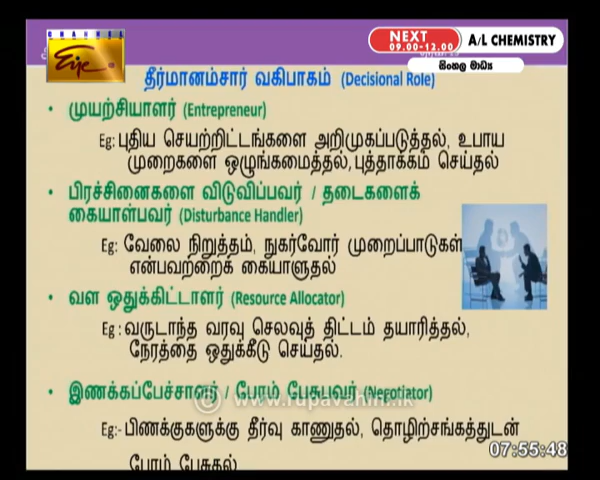 CHANNEL
Eye
NEXT
09.00-12.00
A/L CHEMISTRY
සිංහල මාධ්‍ය
தீர்மானம்சார் வகிபாகம் (Decisional Role)
• முயற்சியாளர் (Entrepreneur)
Eg: புதிய செயற்றிட்டங்களை அறிமுகப்படுத்தல், உபாய
முறைகளை ஒழுங்கமைத்தல், புத்தாக்கம் செய்தல்
• பிரச்சினைகளை விடுவிப்பவர் / தடைகளைக்
கையாள்பவர் (Disturbance Handler)
Eg: வேலை நிறுத்தம், நுகர்வோர் முறைப்பாடுகள்
என்பவற்றைக் கையாளுதல்
• வள ஒதுக்கிட்டாளர் (Resource Allocator)
Eg : வருடாந்த வரவு செலவுத் திட்டம் தயாரித்தல்,
நேரத்தை ஒதுக்கீடு செய்தல்.
• இணக்கப்பேச்சாளர் / பேரம் பேசுபவர் (Negotiator)
© www.rupavahini.lk
Eg:- பிணக்குகளுக்கு தீர்வு காணுதல், தொழிற்சங்கத்துடன்
பேரம் பேசுதல்
07:55:48